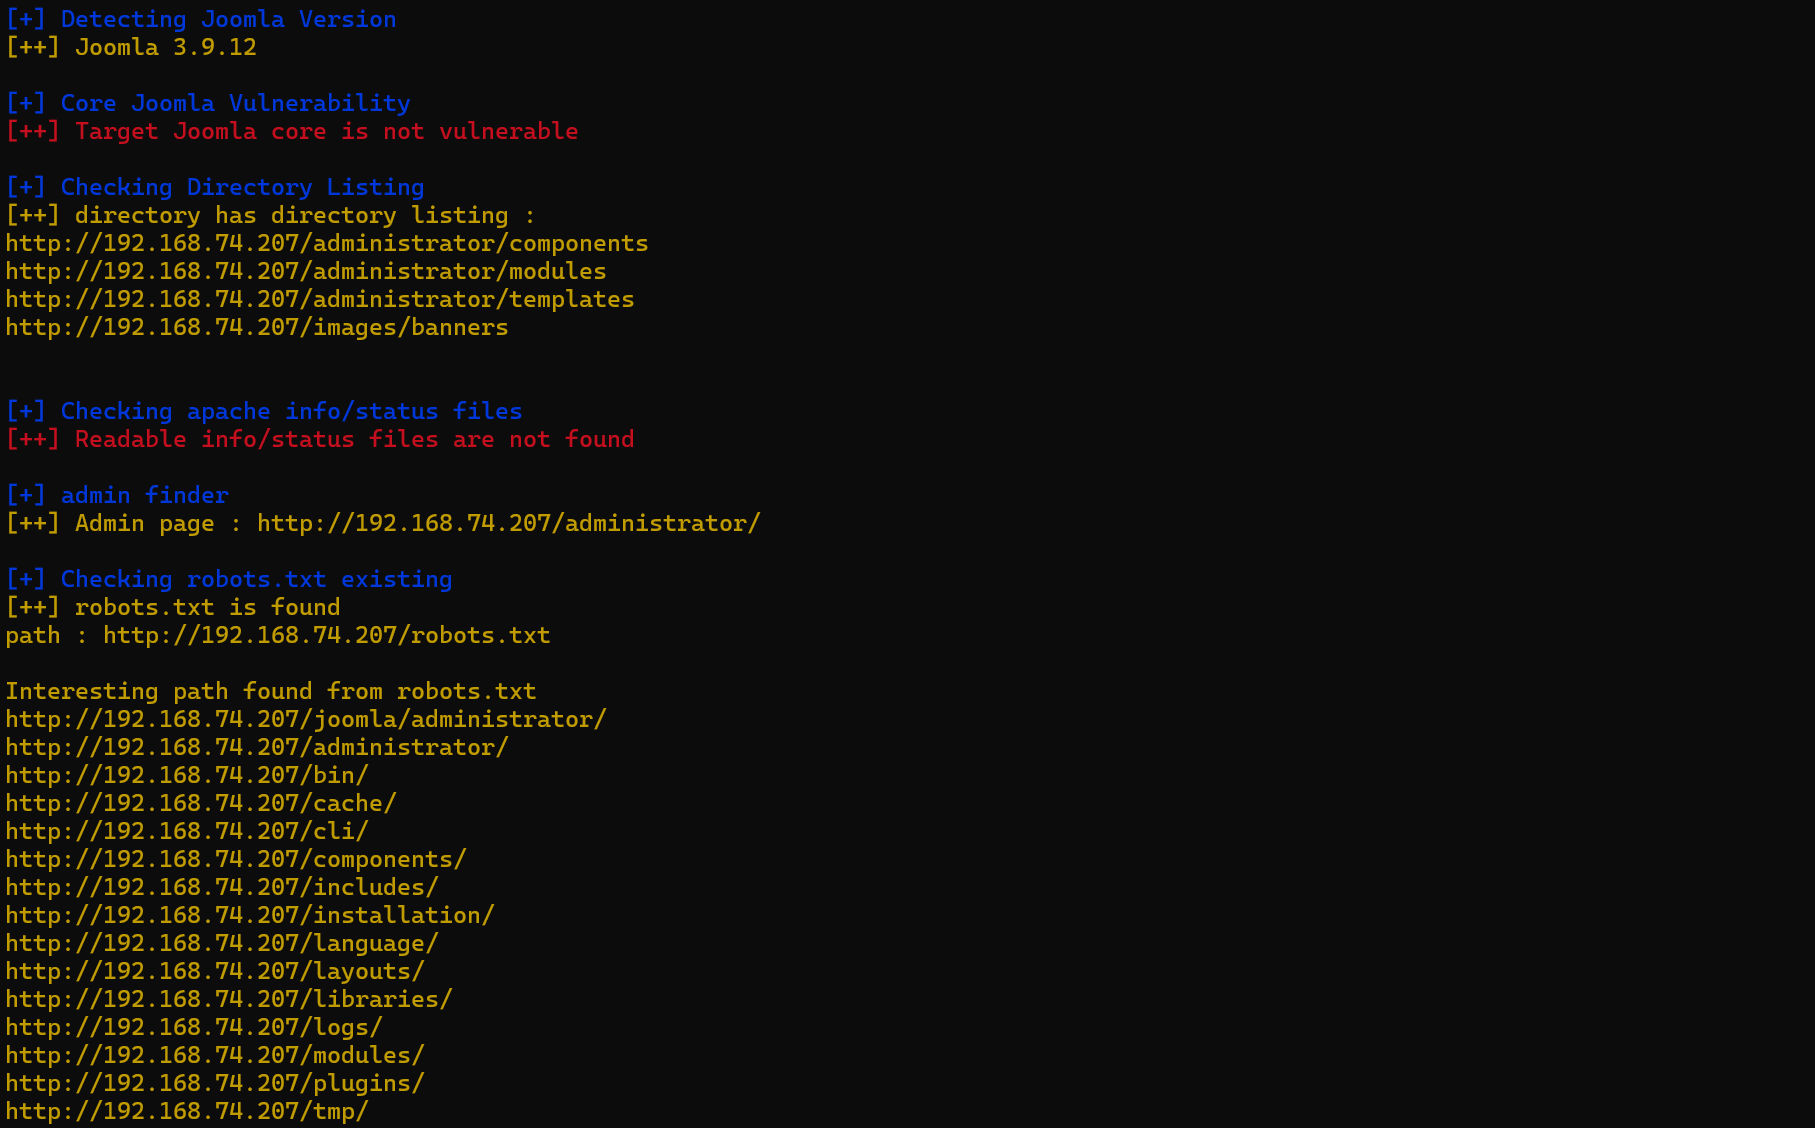 [+] Detecting Joomla Version
[++] Joomla 3.9.12
[+] Core Joomla Vulnerability
[++] Target Joomla core is not vulnerable
[+] Checking Directory Listing
[++] directory has directory listing :
http://192.168.74.207/administrator/components
http://192.168.74.207/administrator/modules
http://192.168.74.207/administrator/templates
http://192.168.74.207/images/banners
[+] Checking apache info/status files
[++] Readable info/status files are not found
[+] admin finder
[++] Admin page : http://192.168.74.207/administrator/
[+] Checking robots.txt existing
[++] robots.txt is found
path : http://192.168.74.207/robots.txt
Interesting path found from robots.txt
http://192.168.74.207/joomla/administrator/
http://192.168.74.207/administrator/
http://192.168.74.207/bin/
http://192.168.74.207/cache/
http://192.168.74.207/cli/
http://192.168.74.207/components/
http://192.168.74.207/includes/
http://192.168.74.207/installation/
http://192.168.74.207/language/
http://192.168.74.207/layouts/
http://192.168.74.207/libraries/
http://192.168.74.207/logs/
http://192.168.74.207/modules/
http://192.168.74.207/plugins/
http://192.168.74.207/tmp/